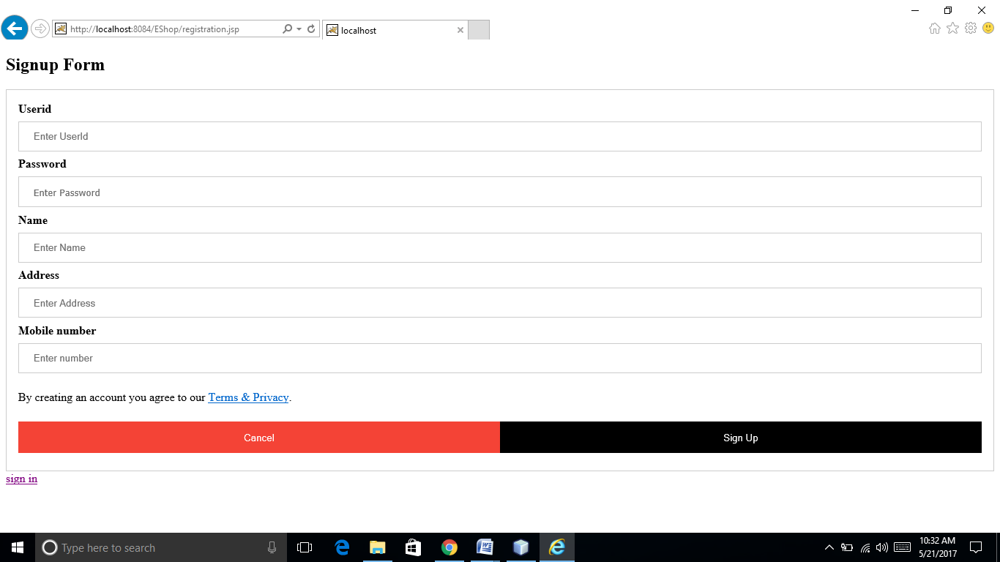 http://localhost:8084/EShop/registration.jsp
localhost
Signup Form
Userid
Enter UserId
Password
Enter Password
Name
Enter Name
Address
Enter Address
Mobile number
Enter number
By creating an account you agree to our Terms & Privacy.
Cancel
Sign Up
sign in
Type here to search
10:32 AM
5/21/2017